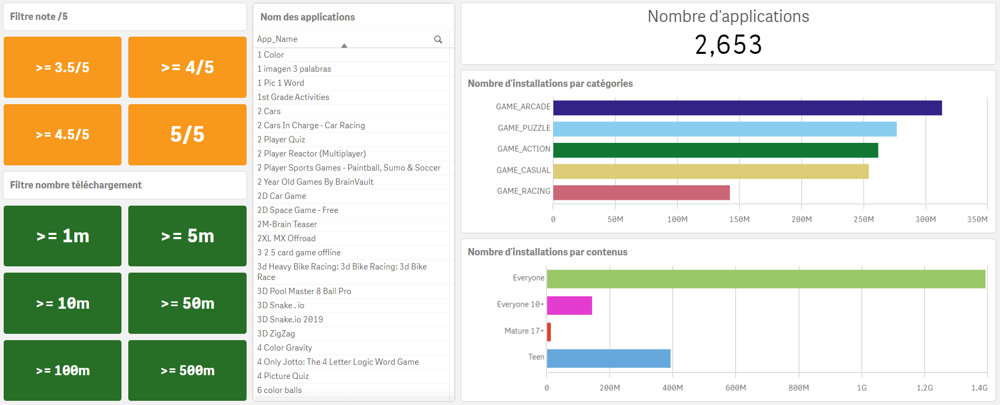 Filtre note /5
>= 3.5/5
>= 4/5
>= 4.5/5
5/5
Filtre nombre téléchargement
>= 1m
>= 5m
>= 10m
>= 50m
>= 100m
>= 500m
Nom des applications
App_Name
1 Color
1 imagen 3 palabras
1 Pic 1 Word
1st Grade Activities
2 Cars
2 Cars In Charge - Car Racing
2 Player Quiz
2 Player Reactor (Multiplayer)
2 Player Sports Games - Paintball, Sumo & Soccer
2 Year Old Games By BrainVault
2D Car Game
2D Space Game - Free
2M-Brain Teaser
2XL MX Offroad
3 2 5 card game offline
3d Heavy Bike Racing: 3d Bike Racing: 3d Bike
Race
3D Pool Master 8 Ball Pro
3D Snake . io
3D Snake.io 2019
3D ZigZag
4 Color Gravity
4 Only Jotto: The 4 Letter Logic Word Game
4 Picture Quiz
6 color balls
Nombre d'applications
2,653
Nombre d'installations par catégories
GAME_ARCADE
GAME_PUZZLE
GAME_ACTION
GAME_CASUAL
GAME_RACING
0 50M 100M 150M 200M 250M 300M 350M
Nombre d'installations par contenus
Everyone
Everyone 10+
Mature 17+
Teen
0 200M 400M 600M 800M 1G 1.2G 1.4G